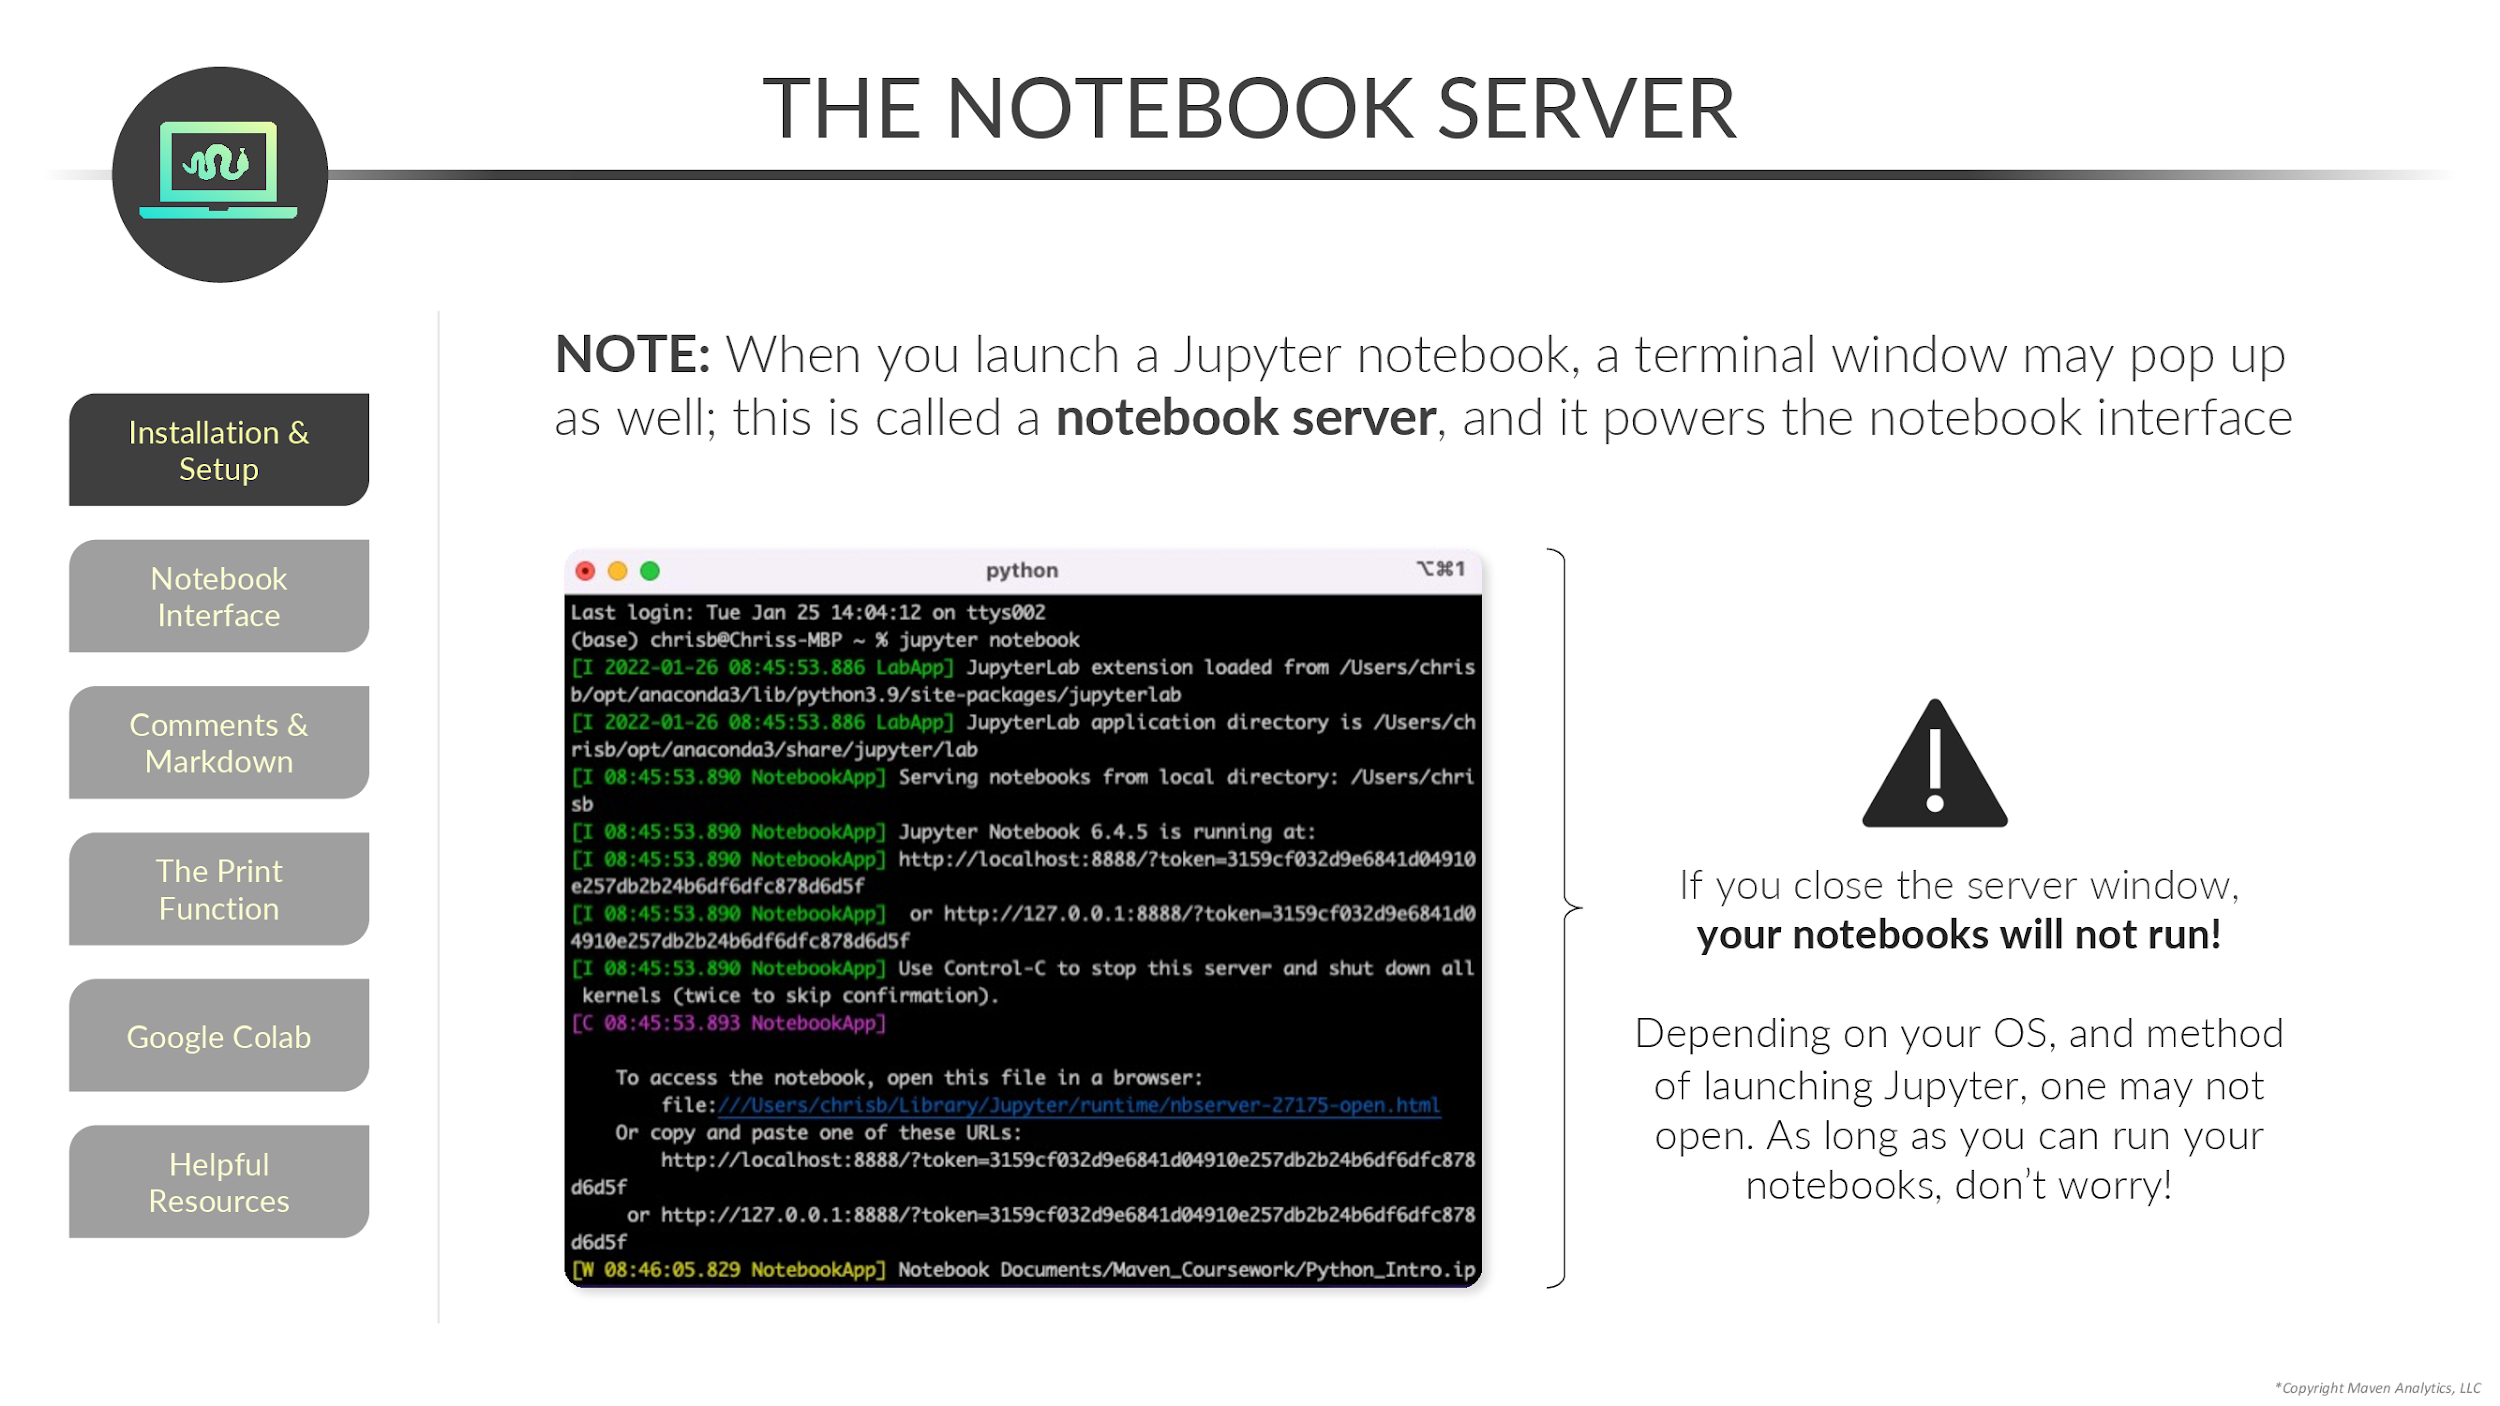 THE NOTEBOOK SERVER
NOTE: When you launch a Jupyter notebook, a terminal window may pop up
as well; this is called a notebook server, and it powers the notebook interface
Installation &
Setup
Notebook
Interface
Comments &
Markdown
The Print
Function
Google Colab
Helpful
Resources
python
⌥⌘1
Last login: Tue Jan 25 14:04:12 on ttys002
(base) chrisb@Chriss-MBP ~ % jupyter notebook
[I 2022-01-26 08:45:53.886 LabApp] JupyterLab extension loaded from /Users/chris
b/opt/anaconda3/lib/python3.9/site-packages/jupyterlab
[I 2022-01-26 08:45:53.886 LabApp] JupyterLab application directory is /Users/ch
risb/opt/anaconda3/share/jupyter/lab
[I 08:45:53.890 NotebookApp] Serving notebooks from local directory: /Users/chri
sb
[I 08:45:53.890 NotebookApp] Jupyter Notebook 6.4.5 is running at:
[I 08:45:53.890 NotebookApp] http://localhost:8888/?token=3159cf032d9e6841d04910
e257db2b24b6df6dfc878d6d5f
[I 08:45:53.890 NotebookApp]  or http://127.0.0.1:8888/?token=3159cf032d9e6841d0
4910e257db2b24b6df6dfc878d6d5f
[I 08:45:53.890 NotebookApp] Use Control-C to stop this server and shut down all
kernels (twice to skip confirmation).
[C 08:45:53.893 NotebookApp]
To access the notebook, open this file in a browser:
file:///Users/chrisb/Library/Jupyter/runtime/nbserver-27175-open.html
Or copy and paste one of these URLs:
http://localhost:8888/?token=3159cf032d9e6841d04910e257db2b24b6df6dfc878
d6d5f
or http://127.0.0.1:8888/?token=3159cf032d9e6841d04910e257db2b24b6df6dfc878
d6d5f
[W 08:46:05.829 NotebookApp] Notebook Documents/Maven_Coursework/Python_Intro.ip
If you close the server window,
your notebooks will not run!
Depending on your OS, and method
of launching Jupyter, one may not
open. As long as you can run your
notebooks, don't worry!
*Copyright Maven Analytics, LLC